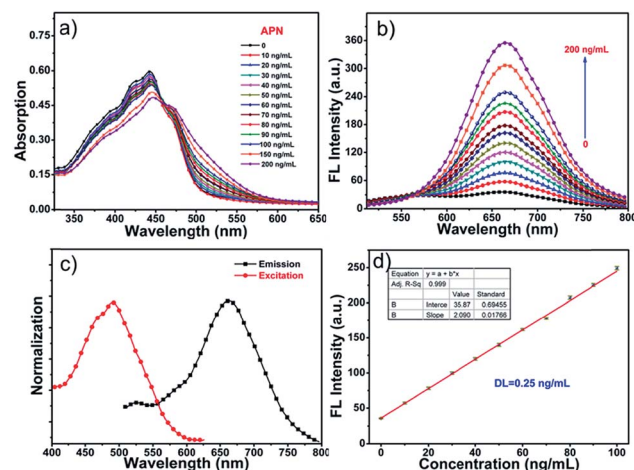 a)
APN
0
10 ng/mL
20 ng/mL
30 ng/mL
40 ng/mL
50 ng/mL
60 ng/mL
70 ng/mL
80 ng/mL
90 ng/mL
100 ng/mL
150 ng/mL
200 ng/mL
Absorption
0.60
0.45
0.30
0.15
0.00
350 400 450 500 550 600 650
Wavelength (nm)
b)
200 ng/mL
0
FL Intensity (a.u.)
360
300
240
180
120
60
0
550 600 650 700 750 800
Wavelength (nm)
c)
Emission
Excitation
Normalization
400 450 500 550 600 650 700 750 800
Wavelength (nm)
d)
Equation y = a + b*x
Adj. R-Sq 0.999
Value Standard
B Interce 35.87 0.69455
B Slope 2.090 0.01766
DL=0.25 ng/mL
FL Intensity (a.u.)
250
200
150
100
50
0
0 20 40 60 80 100
Concentration (ng/mL)